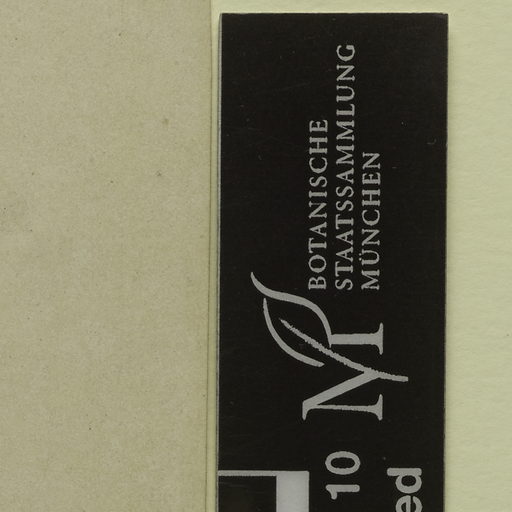 BOTANISCHE
STAATSSAMMLUNG
MÜNCHEN
M
10
ed